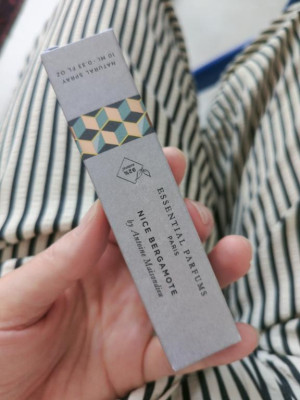 NATURAL SPRAY
10 ML · 0.33 FL OZ
ESSENTIAL PARFUMS
PARIS
NICE BERGAMOTE
by Antoine Maisondieu